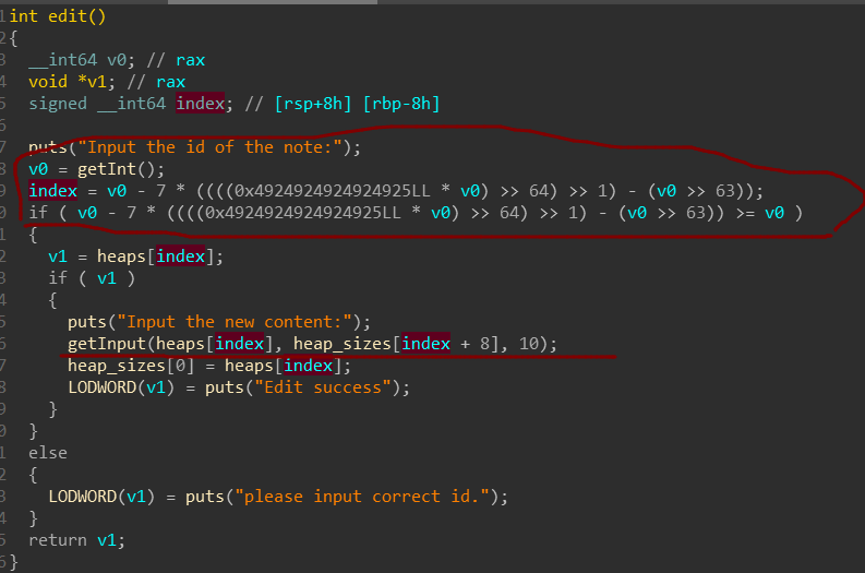 1 int edit()
2 {
3 __int64 v0; // rax
4 void *v1; // rax
5 signed __int64 index; // [rsp+8h] [rbp-8h]
6
7 puts("Input the id of the note:");
8 v0 = getInt();
9 index = v0 - 7 * ((((0x4924924924924925LL * v0) >> 64) >> 1) - (v0 >> 63));
0 if ( v0 - 7 * ((((0x4924924924924925LL * v0) >> 64) >> 1) - (v0 >> 63)) >= v0 )
1 {
2 v1 = heaps[index];
3 if ( v1 )
4 {
5 puts("Input the new content:");
6 getInput(heaps[index], heap_sizes[index + 8], 10);
7 heap_sizes[0] = heaps[index];
8 LODWORD(v1) = puts("Edit success");
9 }
0 }
1 else
2 {
3 LODWORD(v1) = puts("please input correct id.");
4 }
5 return v1;
6 }